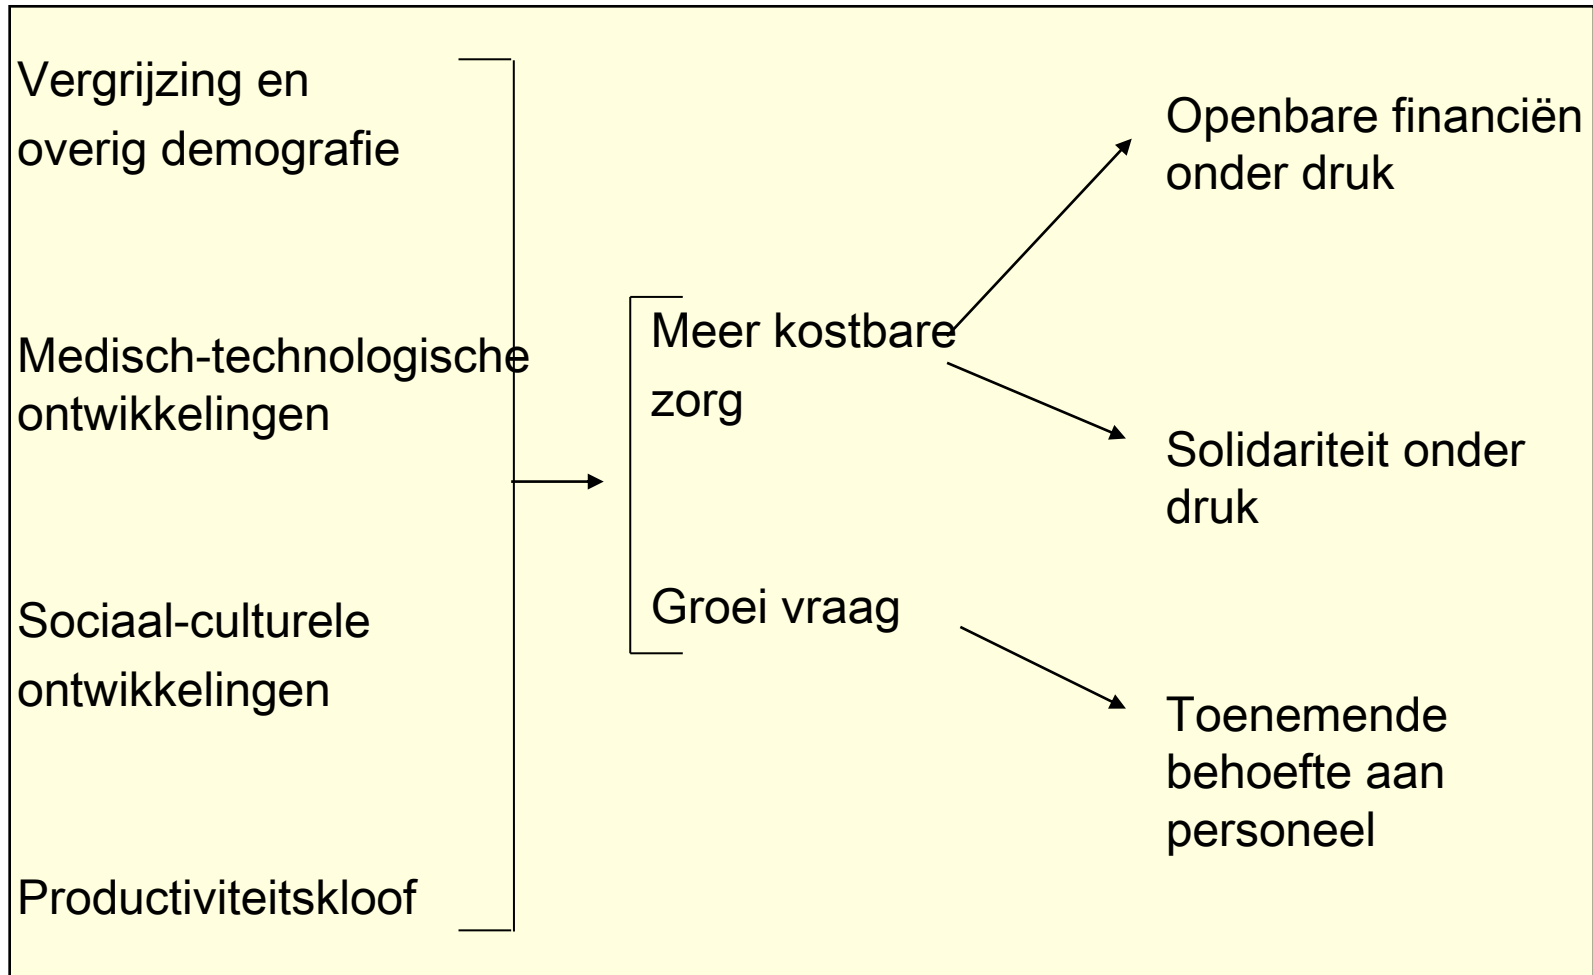 Vergrijzing en
overig demografie
Medisch-technologische
ontwikkelingen
Sociaal-culturele
ontwikkelingen
Productiviteitskloof
Meer kostbare
zorg
Groei vraag
Openbare financiën
onder druk
Solidariteit onder
druk
Toenemende
behoefte aan
personeel